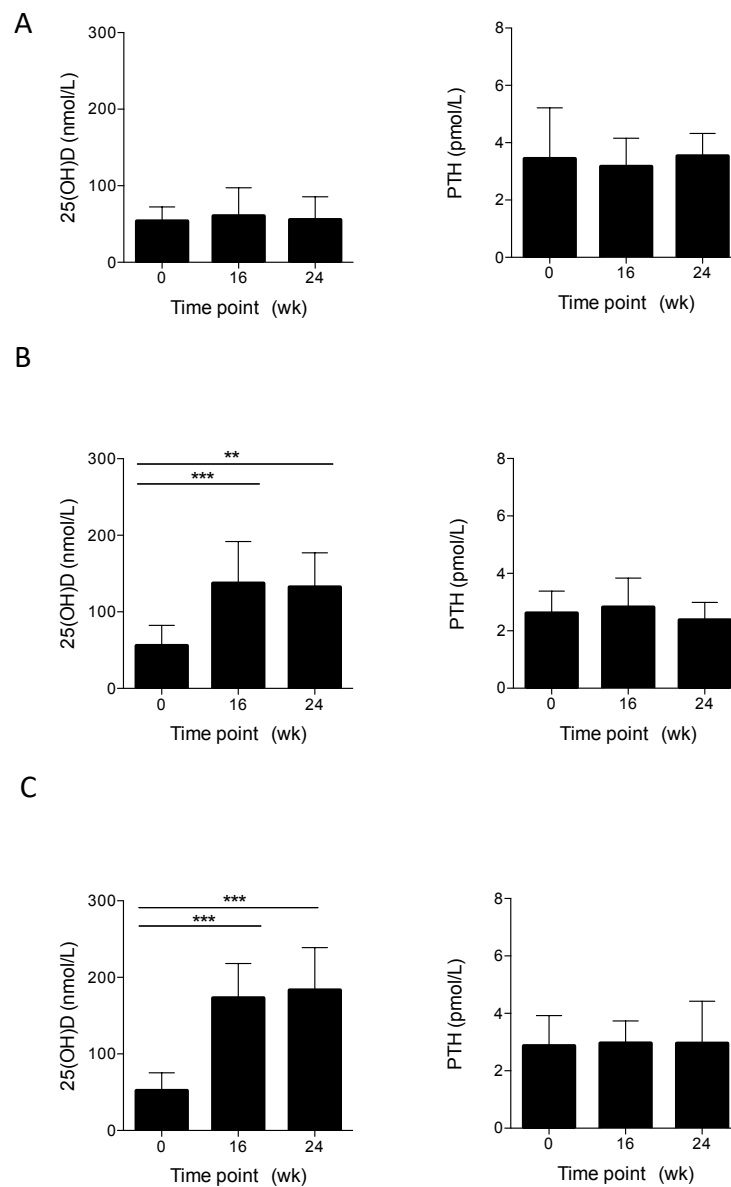 A
25(OH)D (nmol/L)
300
200
100
0
0 16 24
Time point (wk)
PTH (pmol/L)
8
6
4
2
0
0 16 24
Time point (wk)
B
25(OH)D (nmol/L)
300
200
100
0
**
***
0 16 24
Time point (wk)
PTH (pmol/L)
8
6
4
2
0
0 16 24
Time point (wk)
C
25(OH)D (nmol/L)
300
200
100
0
***
***
0 16 24
Time point (wk)
PTH (pmol/L)
8
6
4
2
0
0 16 24
Time point (wk)